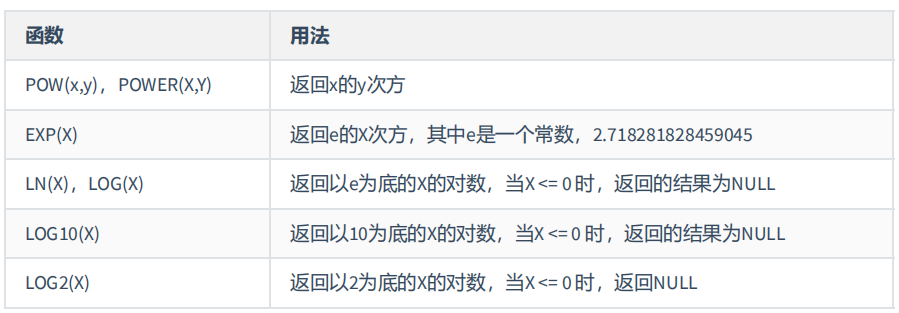 函数 用法
POW(x,y)，POWER(X,Y) 返回x的y次方
EXP(X) 返回e的X次方，其中e是一个常数，2.718281828459045
LN(X)，LOG(X) 返回以e为底的X的对数，当X <= 0 时，返回的结果为NULL
LOG10(X) 返回以10为底的X的对数，当X <= 0 时，返回的结果为NULL
LOG2(X) 返回以2为底的X的对数，当X <= 0 时，返回NULL